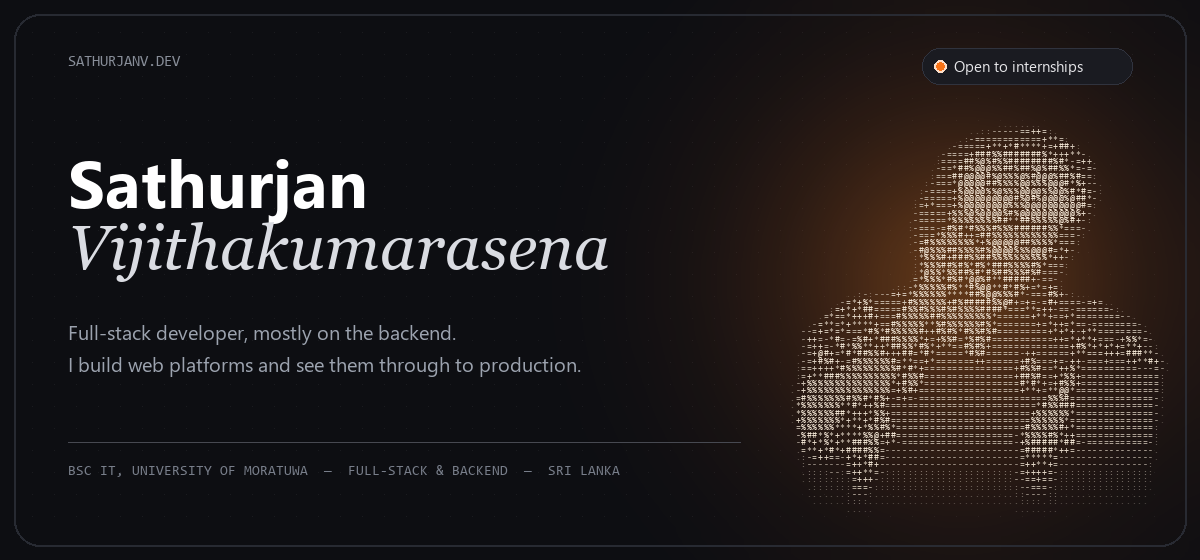 SATHURJANV.DEV
Open to internships
Sathurjan
Vijithakumarasena
Full-stack developer, mostly on the backend.
I build web platforms and see them through to production.
BSC IT, UNIVERSITY OF MORATUWA — FULL-STACK & BACKEND — SRI LANKA